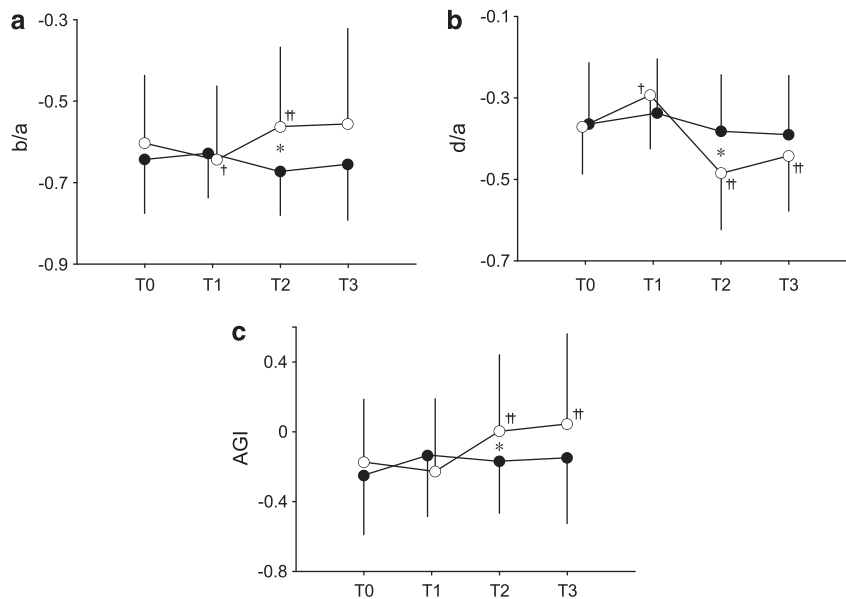 a
-0.3
-0.5
-0.7
-0.9
b/a
††
*
†
T0 T1 T2 T3
b
-0.1
-0.3
-0.5
-0.7
d/a
†
*
††
††
T0 T1 T2 T3
c
0.4
0
-0.4
-0.8
AGI
††
††
*
T0 T1 T2 T3